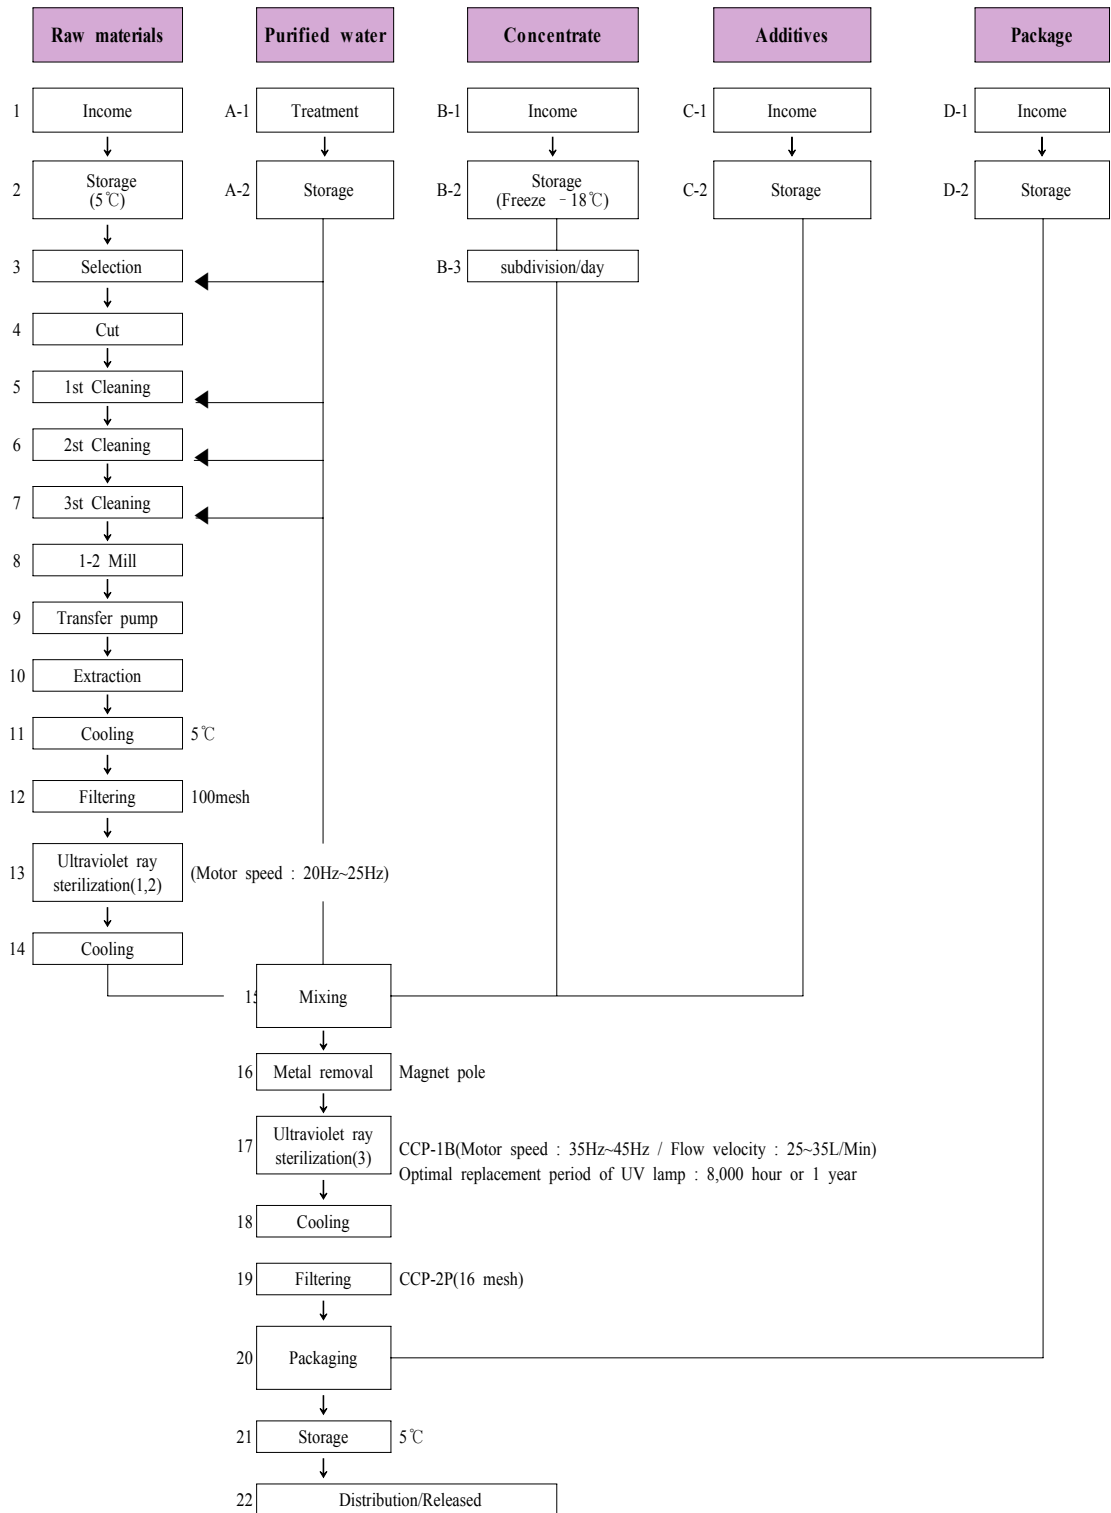 Raw materials
Purified water
Concentrate
Additives
Package
1 Income
A-1 Treatment
B-1 Income
C-1 Income
D-1 Income
2 Storage
(5℃)
A-2 Storage
B-2 Storage
(Freeze -18℃)
C-2 Storage
D-2 Storage
3 Selection
B-3 subdivision/day
4 Cut
5 1st Cleaning
6 2st Cleaning
7 3st Cleaning
8 1-2 Mill
9 Transfer pump
10 Extraction
11 Cooling 5℃
12 Filtering 100mesh
13 Ultraviolet ray
sterilization(1,2)
(Motor speed : 20Hz~25Hz)
14 Cooling
15 Mixing
16 Metal removal Magnet pole
17 Ultraviolet ray
sterilization(3)
CCP-1B(Motor speed : 35Hz~45Hz / Flow velocity : 25~35L/Min)
Optimal replacement period of UV lamp : 8,000 hour or 1 year
18 Cooling
19 Filtering CCP-2P(16 mesh)
20 Packaging
21 Storage 5℃
22 Distribution/Released